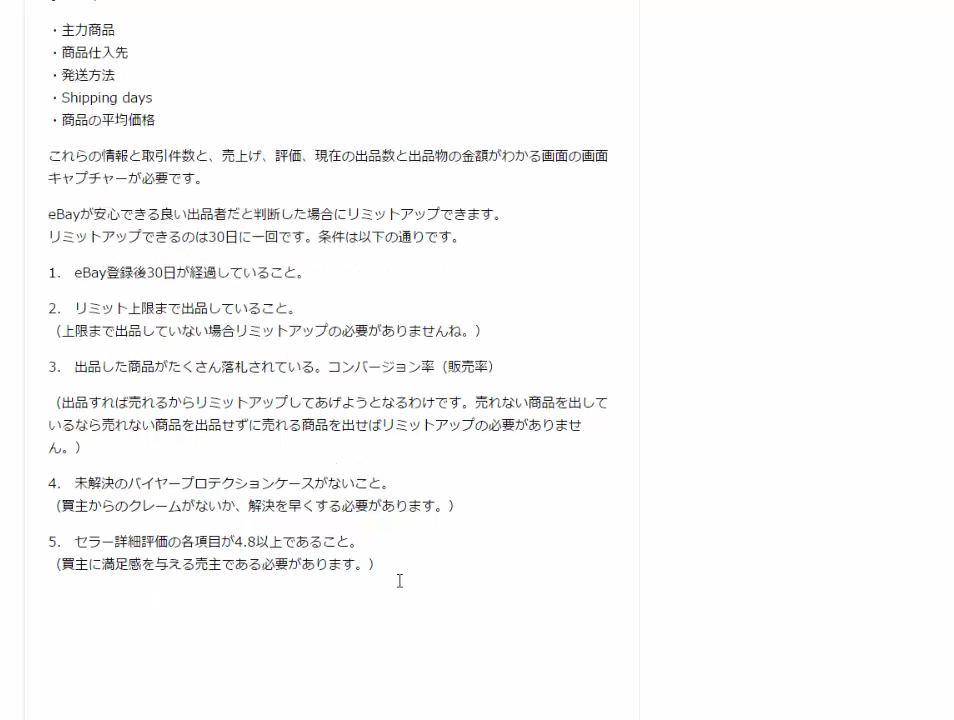 ・主力商品
・商品仕入先
・発送方法
・Shipping days
・商品の平均価格
これらの情報と取引件数と、売上げ、評価、現在の出品数と出品物の金額がわかる画面の画面
キャプチャーが必要です。
eBayが安心できる良い出品者だと判断した場合にリミットアップできます。
リミットアップできるのは30日に一回です。条件は以下の通りです。
1.　eBay登録後30日が経過していること。
2.　リミット上限まで出品していること。
（上限まで出品していない場合リミットアップの必要がありませんね。）
3.　出品した商品がたくさん落札されている。コンバージョン率（販売率）
（出品すれば売れるからリミットアップしてあげようとなるわけです。売れない商品を出して
いるなら売れない商品を出品せずに売れる商品を出せばリミットアップの必要がありませ
ん。）
4.　未解決のバイヤープロテクションケースがないこと。
（買主からのクレームがないか、解決を早くする必要があります。）
5.　セラー詳細評価の各項目が4.8以上であること。
（買主に満足感を与える売主である必要があります。）